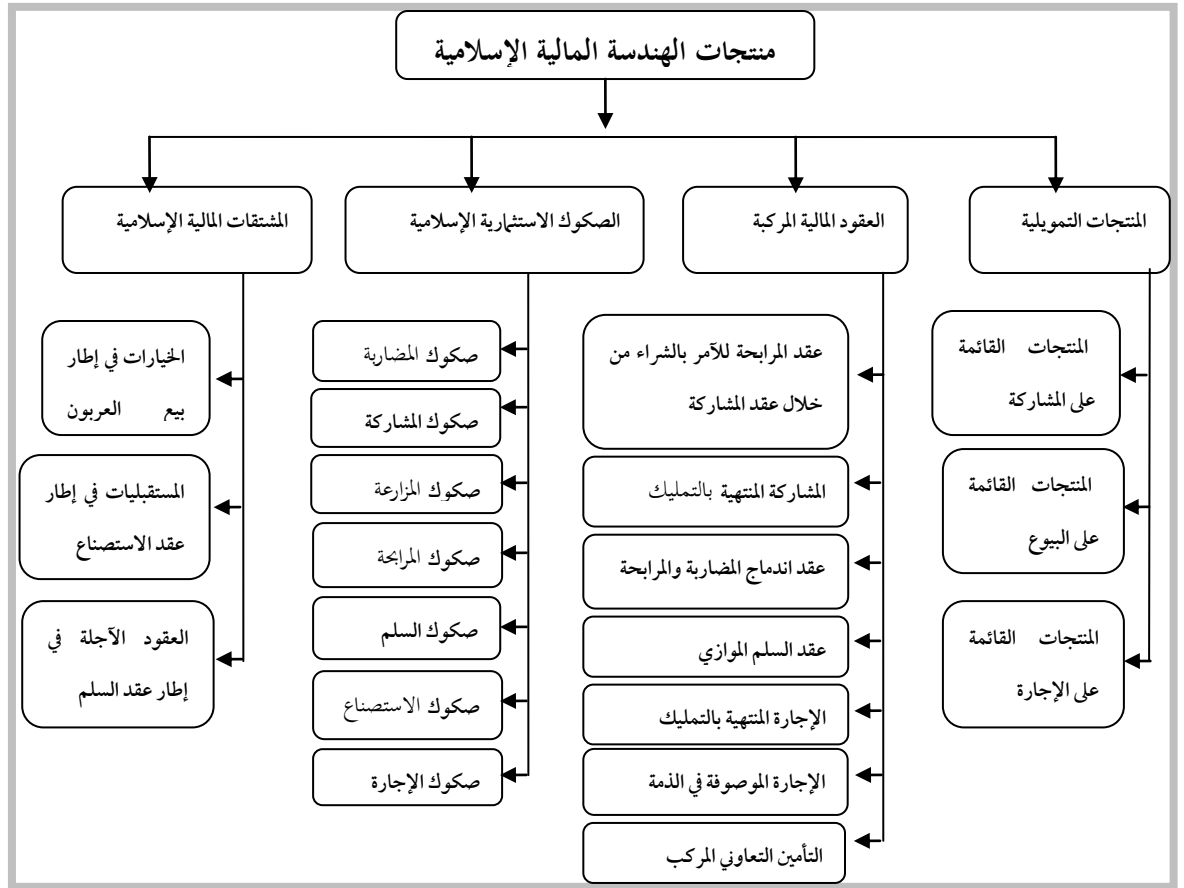 منتجات الهندسة المالية الإسلامية
المنتجات التمويلية
العقود المالية المركبة
الصكوك الاستثمارية الإسلامية
المشتقات المالية الإسلامية
المنتجات القائمة
على المشاركة
المنتجات القائمة
على البيوع
المنتجات القائمة
على الإجارة
عقد المرابحة للآمر بالشراء من
خلال عقد المشاركة
المشاركة المنتهية بالتمليك
عقد اندماج المضاربة والمرابحة
عقد السلم الموازي
الإجارة المنتهية بالتمليك
الإجارة الموصوفة في الذمة
التأمين التعاوني المركب
صكوك المضاربة
صكوك المشاركة
صكوك المزارعة
صكوك المرابحة
صكوك السلم
صكوك الاستصناع
صكوك الإجارة
الخيارات في إطار
بيع العربون
المستقبليات في إطار
عقد الاستصناع
العقود الآجلة في
إطار عقد السلم